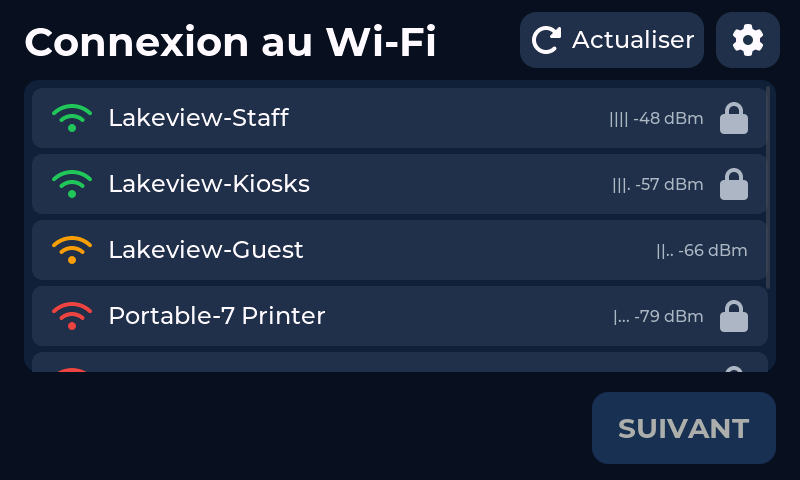 Connexion au Wi-Fi
Actualiser
Lakeview-Staff |||| -48 dBm
Lakeview-Kiosks |||. -57 dBm
Lakeview-Guest ||.. -66 dBm
Portable-7 Printer |... -79 dBm
SUIVANT